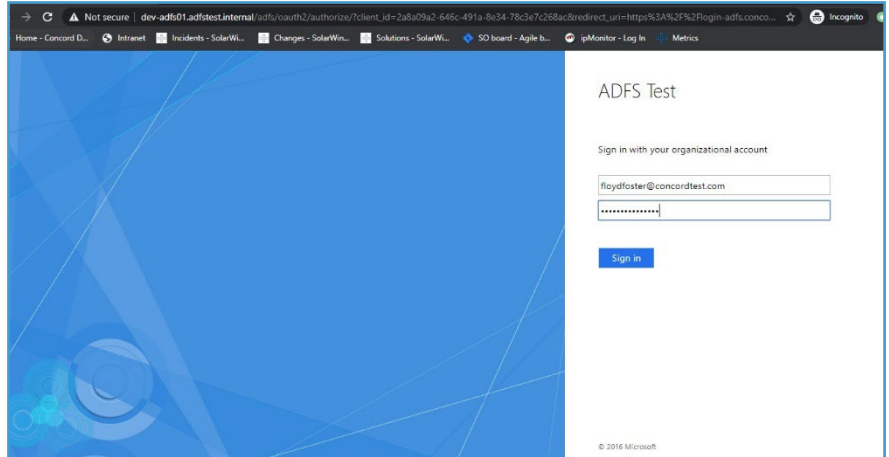 Not secure | dev-adfs01.adfstest.internal/adfs/oauth2/authorize/?client_id=2a8a09a2-646c-491a-8e34-78c3e7c268ac&redirect_uri=https%3A%2F%2Flogin-adfs.conco... Incognito
Home - Concord D... Intranet Incidents - SolarWi... Changes - SolarWin... Solutions - SolarWi... SO board - Agile b... ipMonitor - Log In Metrics
ADFS Test
Sign in with your organizational account
floydfoster@concordtest.com
•••••••••••••••
Sign in
© 2016 Microsoft